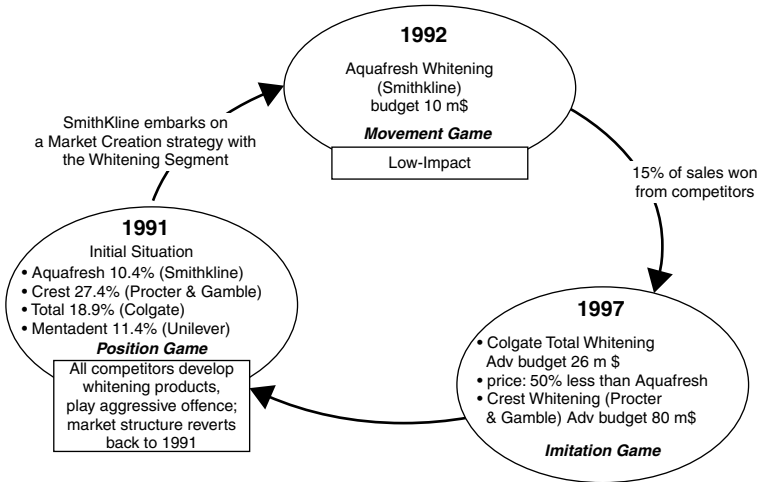 1992
Aquafresh Whitening
(Smithkline)
budget 10 m$
Movement Game
Low-Impact
SmithKline embarks on
a Market Creation strategy with
the Whitening Segment
15% of sales won
from competitors
1991
Initial Situation
• Aquafresh 10.4% (Smithkline)
• Crest 27.4% (Procter & Gamble)
• Total 18.9% (Colgate)
• Mentadent 11.4% (Unilever)
Position Game
All competitors develop
whitening products,
play aggressive offence;
market structure reverts
back to 1991
1997
• Colgate Total Whitening
Adv budget 26 m $
• price: 50% less than Aquafresh
• Crest Whitening (Procter
& Gamble) Adv budget 80 m$
Imitation Game